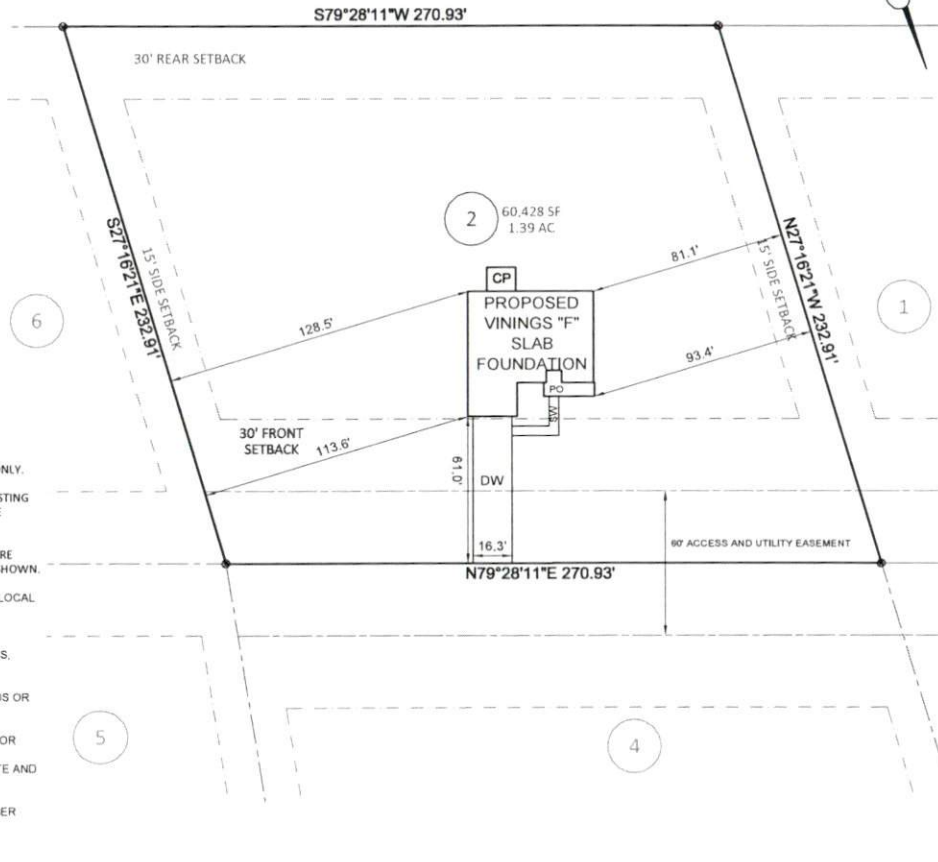 S79°28'11"W 270.93'
30' REAR SETBACK
S27°16'21"E 232.91'
15' SIDE SETBACK
2
60,428 SF
1.39 AC
N27°16'21"W 232.91'
15' SIDE SETBACK
81.1'
6
1
CP
PROPOSED
VININGS "F"
SLAB
FOUNDATION
128.5'
93.4'
PO
SW
30' FRONT
SETBACK
113.6'
61.0'
DW
16.3'
60' ACCESS AND UTILITY EASEMENT
N79°28'11"E 270.93'
NLY.
STING
E
RE
HOWN.
LOCAL
S,
S OR
OR
TE AND
ER
5
4